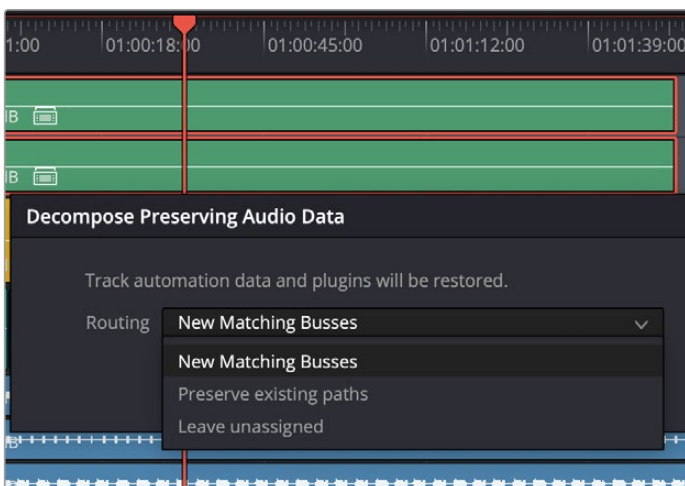 1:00 01:00:18:00 01:00:45:00 01:01:12:00 01:01:39:00
IB
IB
Decompose Preserving Audio Data
Track automation data and plugins will be restored.
Routing New Matching Busses
New Matching Busses
Preserve existing paths
Leave unassigned